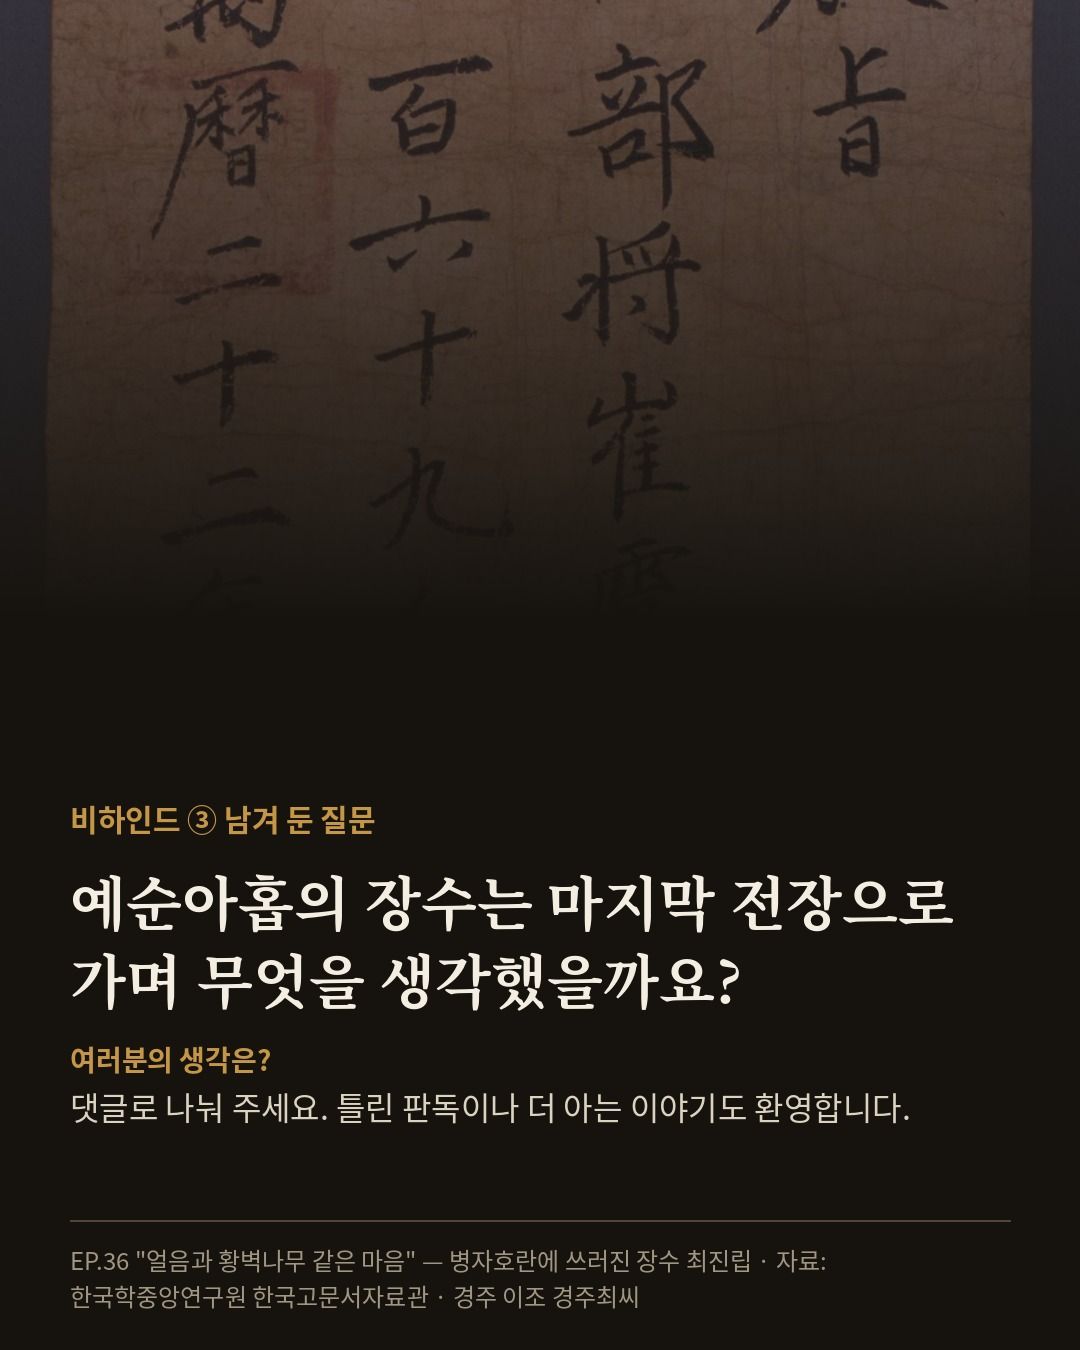 旨
部將崔
百六十九
曆二十二
비하인드 ③ 남겨 둔 질문
예순아홉의 장수는 마지막 전장으로
가며 무엇을 생각했을까요?
여러분의 생각은?
댓글로 나눠 주세요. 틀린 판독이나 더 아는 이야기도 환영합니다.
EP.36 "얼음과 황벽나무 같은 마음" — 병자호란에 쓰러진 장수 최진립 · 자료:
한국학중앙연구원 한국고문서자료관 · 경주 이조 경주최씨